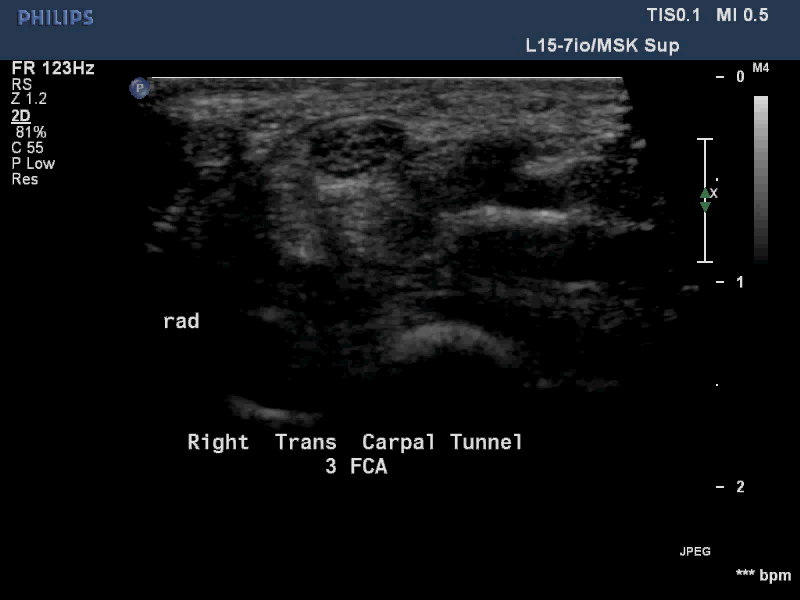 PHILIPS
TIS0.1 MI 0.5
L15-7io/MSK Sup
FR 123Hz
RS
Z 1.2
2D
81%
C 55
P Low
Res
P
0
M4
X
1
rad
Right Trans Carpal Tunnel
3 FCA
2
JPEG
*** bpm